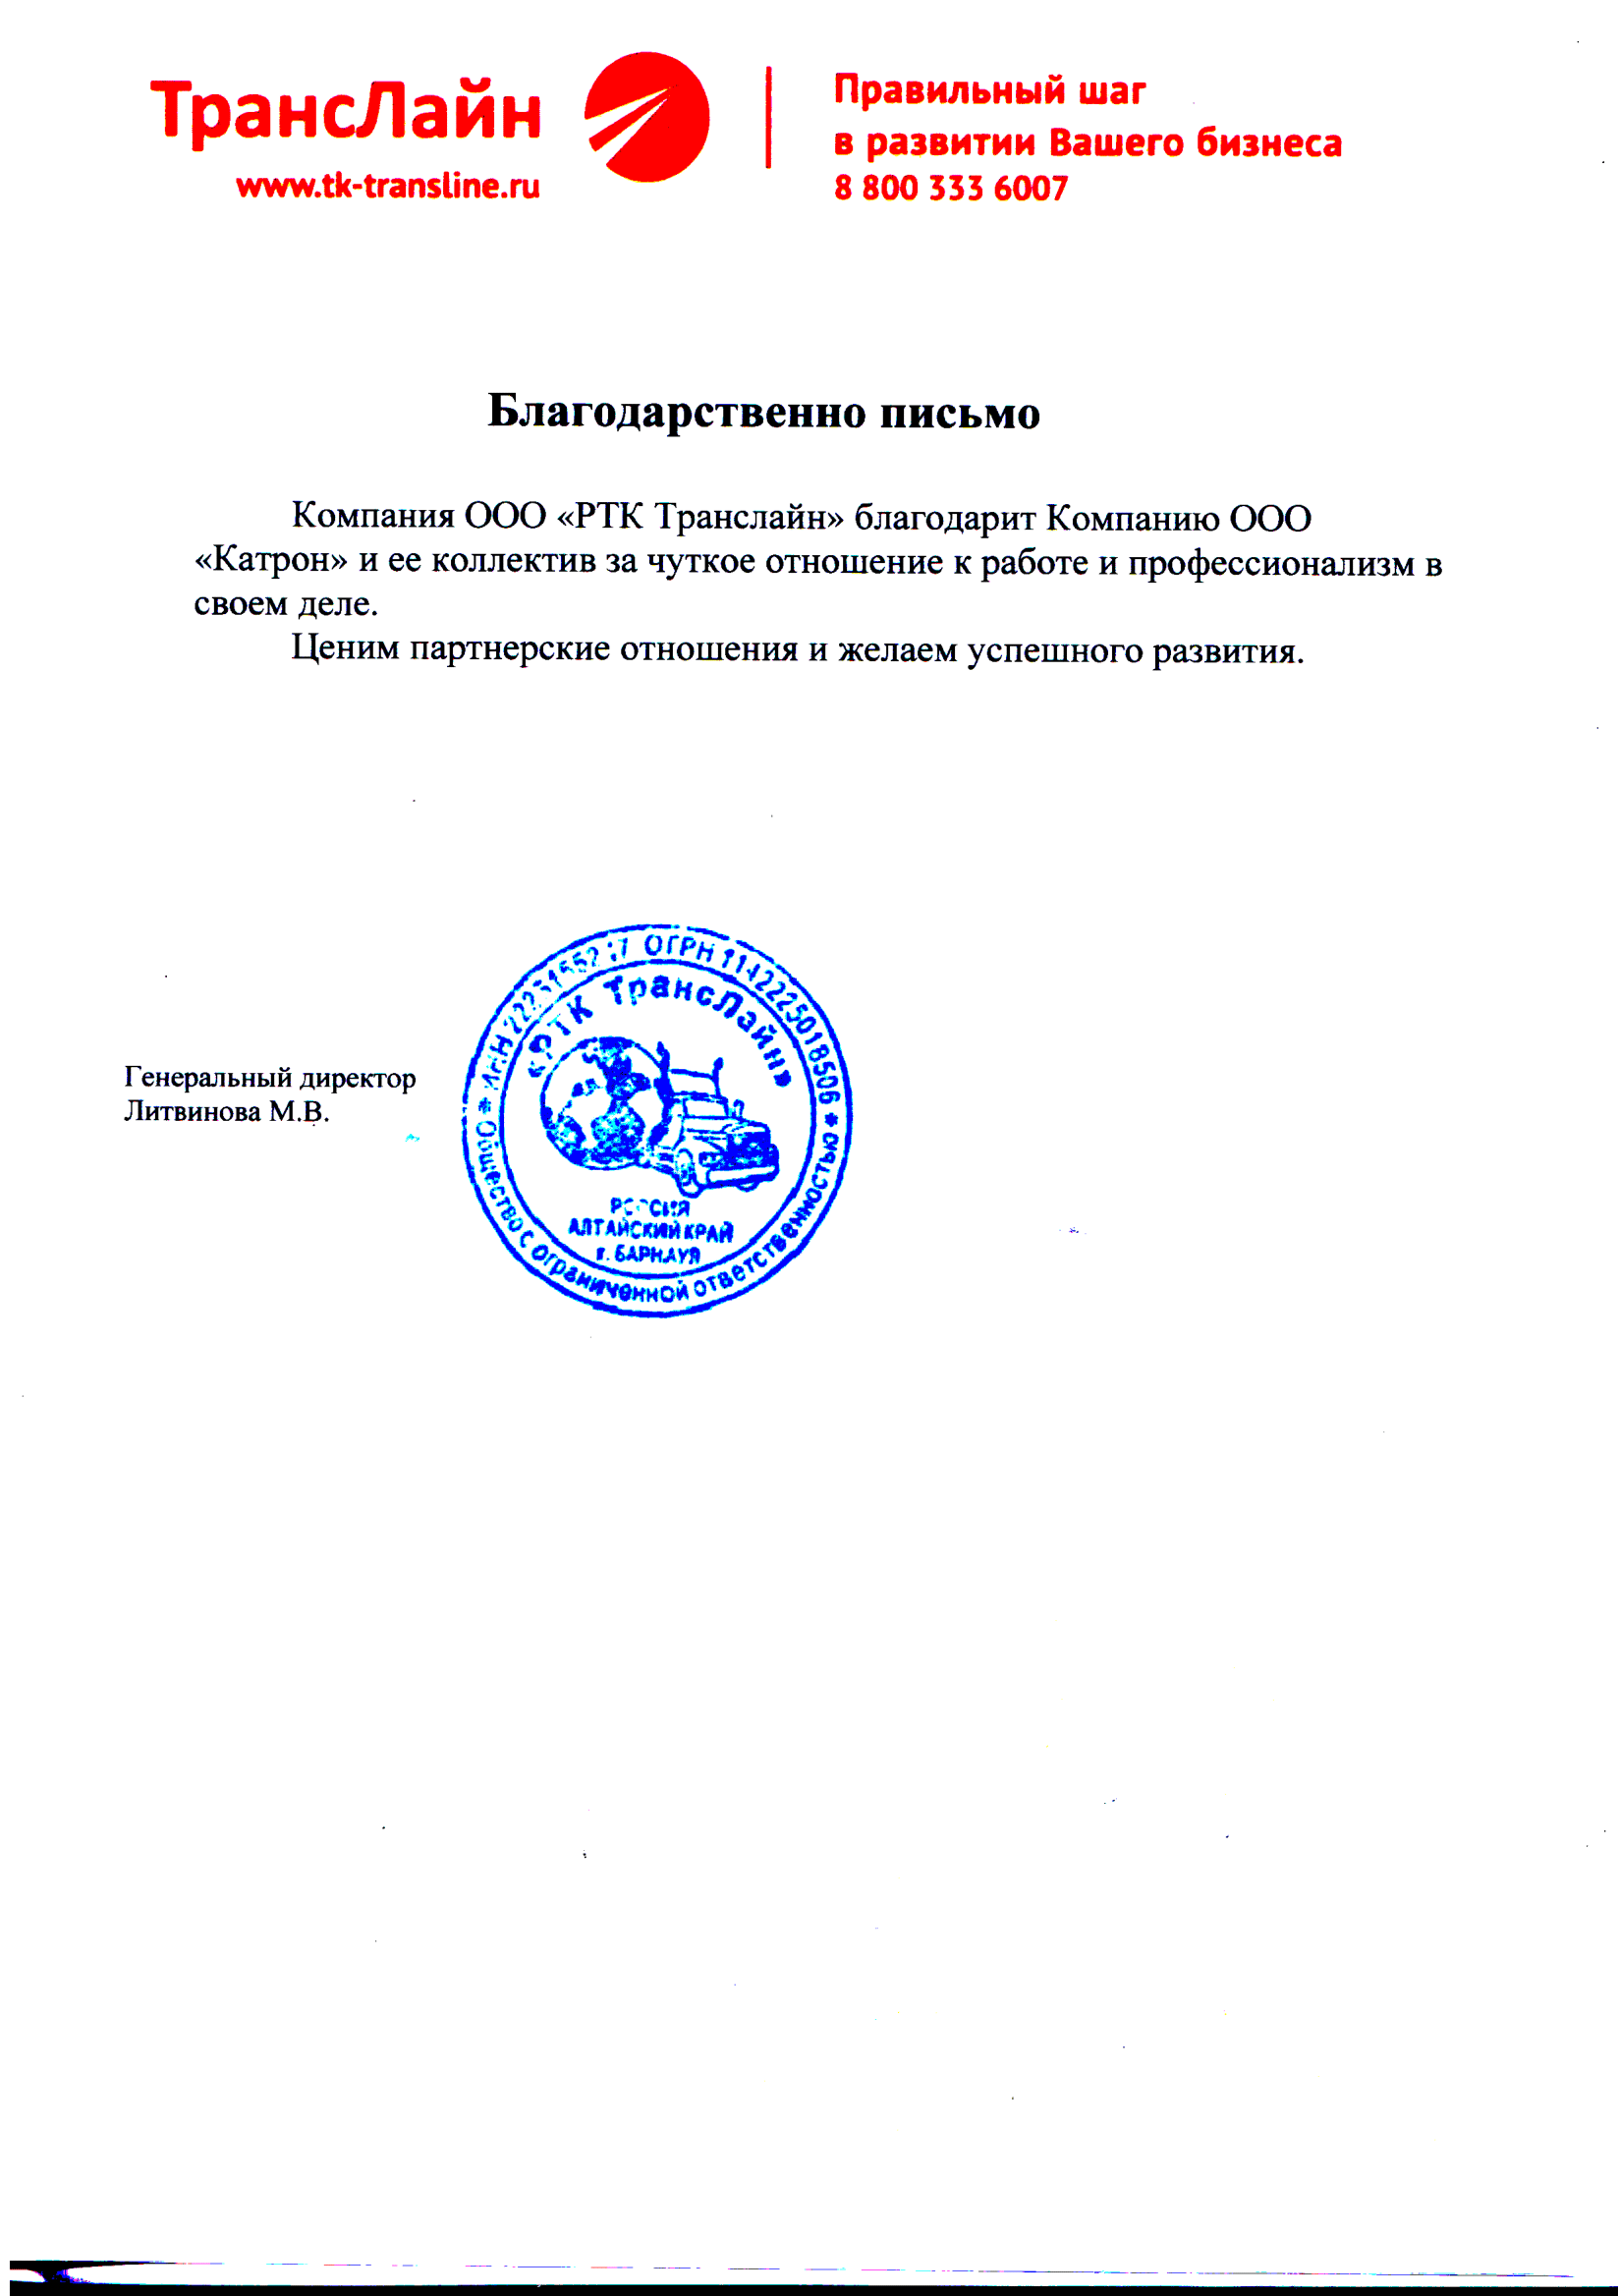 ТрансЛайн
www.tk-transline.ru
Правильный шаг
в развитии Вашего бизнеса
8 800 333 6007
Благодарственно письмо
Компания ООО «РТК Транслайн» благодарит Компанию ООО
«Катрон» и ее коллектив за чуткое отношение к работе и профессионализм в
своем деле.
Ценим партнерские отношения и желаем успешного развития.
Генеральный директор
Литвинова М.В.
ИНН
ОГРН 1142225018506
Общество с ограниченной ответственностью
«РТК ТрансЛайн»
РОССИЯ
АЛТАЙСКИЙ КРАЙ
г. БАРНАУЛ